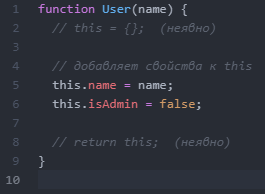 1 function User(name) {
2   // this = {};  (неявно)
3
4   // добавляет свойства к this
5   this.name = name;
6   this.isAdmin = false;
7
8   // return this;  (неявно)
9 }
10